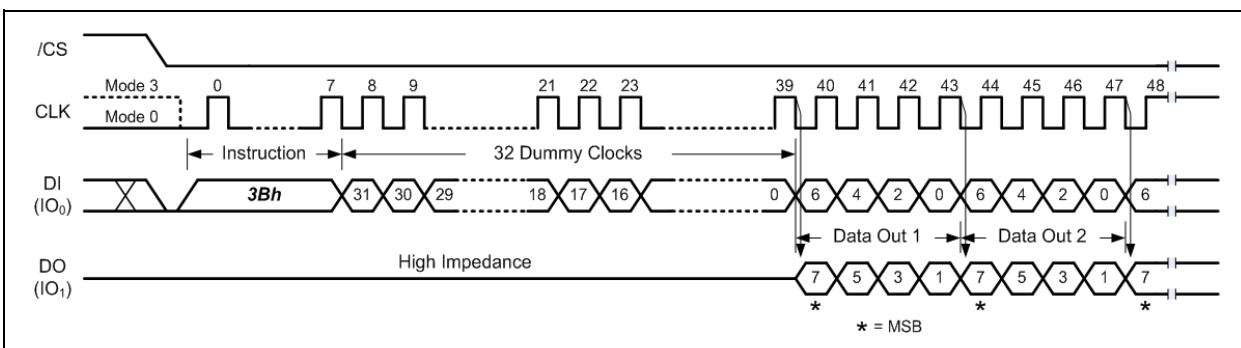 /CS
Mode 3 0 7 8 9 21 22 23 39 40 41 42 43 44 45 46 47 48
CLK
Mode 0
Instruction 32 Dummy Clocks
DI
(IO₀)
3Bh 31 30 29 18 17 16 0 6 4 2 0 6 4 2 0 6
Data Out 1 Data Out 2
DO
(IO₁)
High Impedance
7 5 3 1 7 5 3 1 7
* * *
* = MSB